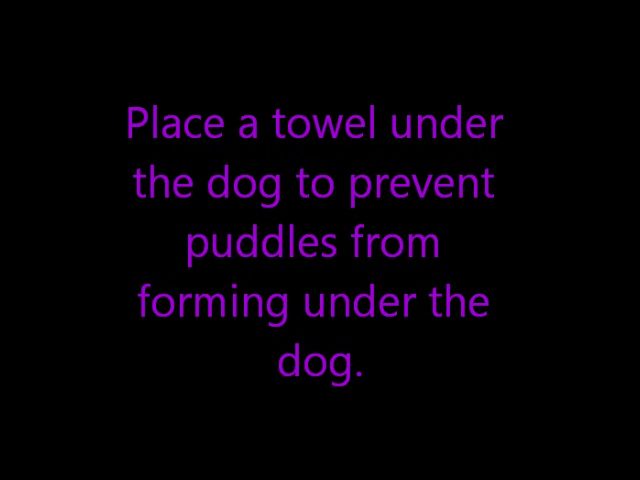 Place a towel under
the dog to prevent
puddles from
forming under the
dog.